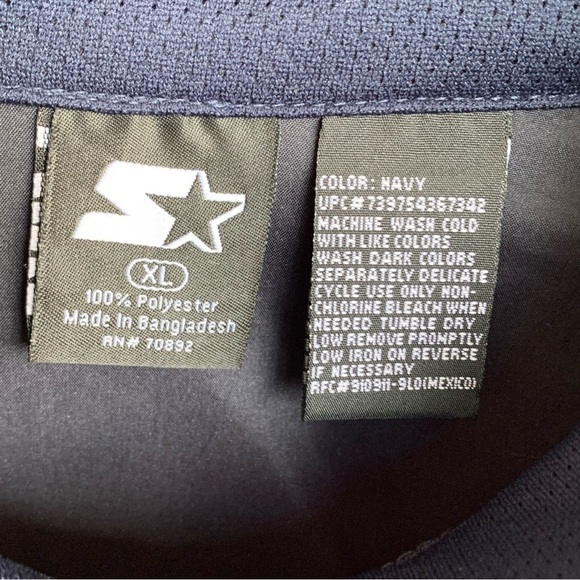 XL
100% Polyester
Made In Bangladesh
RN# 70892
COLOR: NAVY
UPC#739754367342
MACHINE WASH COLD
WITH LIKE COLORS
WASH DARK COLORS
SEPARATELY DELICATE
CYCLE USE ONLY NON-
CHLORINE BLEACH WHEN
NEEDED TUMBLE DRY
LOW REMOVE PROMPTLY
LOW IRON ON REVERSE
IF NECESSARY
RFC#910911-9L0(MEXICO)